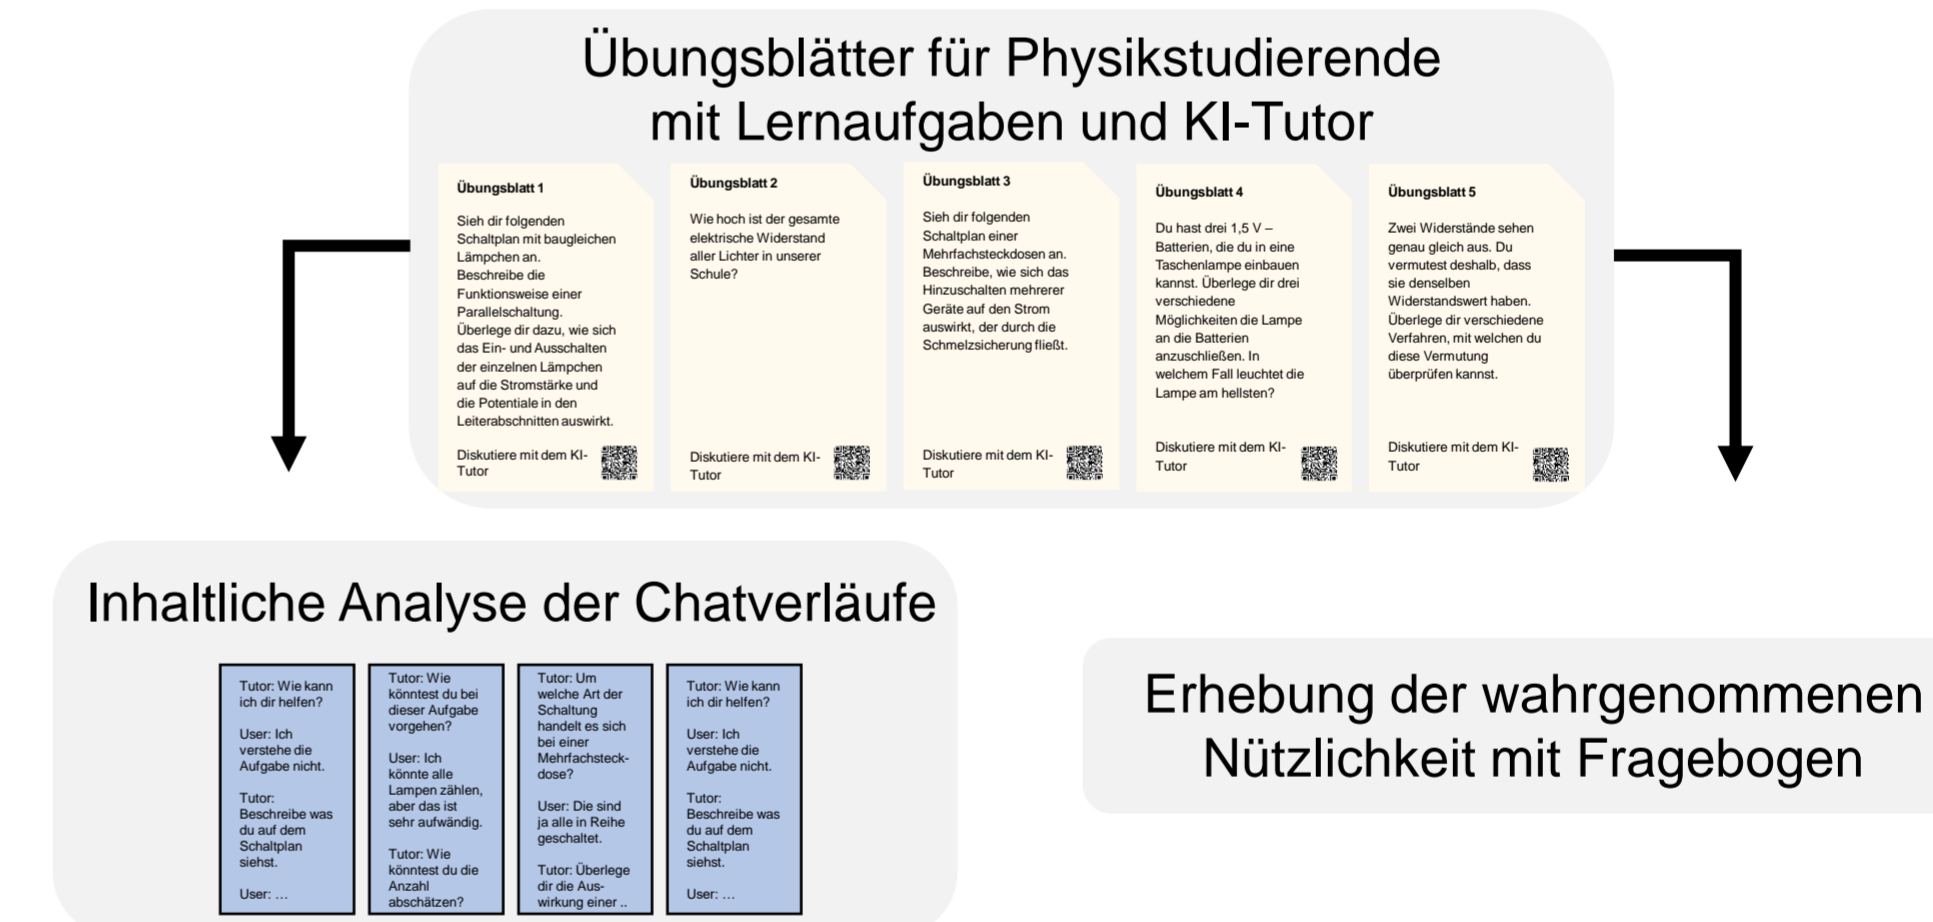 Übungsblätter für Physikstudierende
mit Lernaufgaben und KI-Tutor
Übungsblatt 1
Sieh dir folgenden
Schaltplan mit baugleichen
Lämpchen an.
Beschreibe die
Funktionsweise einer
Parallelschaltung.
Überlege dir dazu, wie sich
das Ein- und Ausschalten
der einzelnen Lämpchen
auf die Stromstärke und
die Potentiale in den
Leiterabschnitten auswirkt.
Diskutiere mit dem KI-
Tutor
Übungsblatt 2
Wie hoch ist der gesamte
elektrische Widerstand
aller Lichter in unserer
Schule?
Diskutiere mit dem KI-
Tutor
Übungsblatt 3
Sieh dir folgenden
Schaltplan einer
Mehrfachsteckdosen an.
Beschreibe, wie sich das
Hinzuschalten mehrerer
Geräte auf den Strom
auswirkt, der durch die
Schmelzsicherung fließt.
Diskutiere mit dem KI-
Tutor
Übungsblatt 4
Du hast drei 1,5 V –
Batterien, die du in eine
Taschenlampe einbauen
kannst. Überlege dir drei
verschiedene
Möglichkeiten die Lampe
an die Batterien
anzuschließen. In
welchem Fall leuchtet die
Lampe am hellsten?
Diskutiere mit dem KI-
Tutor
Übungsblatt 5
Zwei Widerstände sehen
genau gleich aus. Du
vermutest deshalb, dass
sie denselben
Widerstandswert haben.
Überlege dir verschiedene
Verfahren, mit welchen du
diese Vermutung
überprüfen kannst.
Diskutiere mit dem KI-
Tutor
Inhaltliche Analyse der Chatverläufe
Tutor: Wie kann
ich dir helfen?
User: Ich
verstehe die
Aufgabe nicht.
Tutor:
Beschreibe was
du auf dem
Schaltplan
siehst.
User: …
Tutor: Wie
könntest du bei
dieser Aufgabe
vorgehen?
User: Ich
könnte alle
Lampen zählen,
aber das ist
sehr aufwändig.
Tutor: Wie
könntest du die
Anzahl
abschätzen?
Tutor: Um
welche Art der
Schaltung
handelt es sich
bei einer
Mehrfachsteck-
dose?
User: Die sind
ja alle in Reihe
geschaltet.
Tutor: Überlege
dir die Aus-
wirkung einer ..
Tutor: Wie kann
ich dir helfen?
User: Ich
verstehe die
Aufgabe nicht.
Tutor:
Beschreibe was
du auf dem
Schaltplan
siehst.
User: …
Erhebung der wahrgenommenen
Nützlichkeit mit Fragebogen